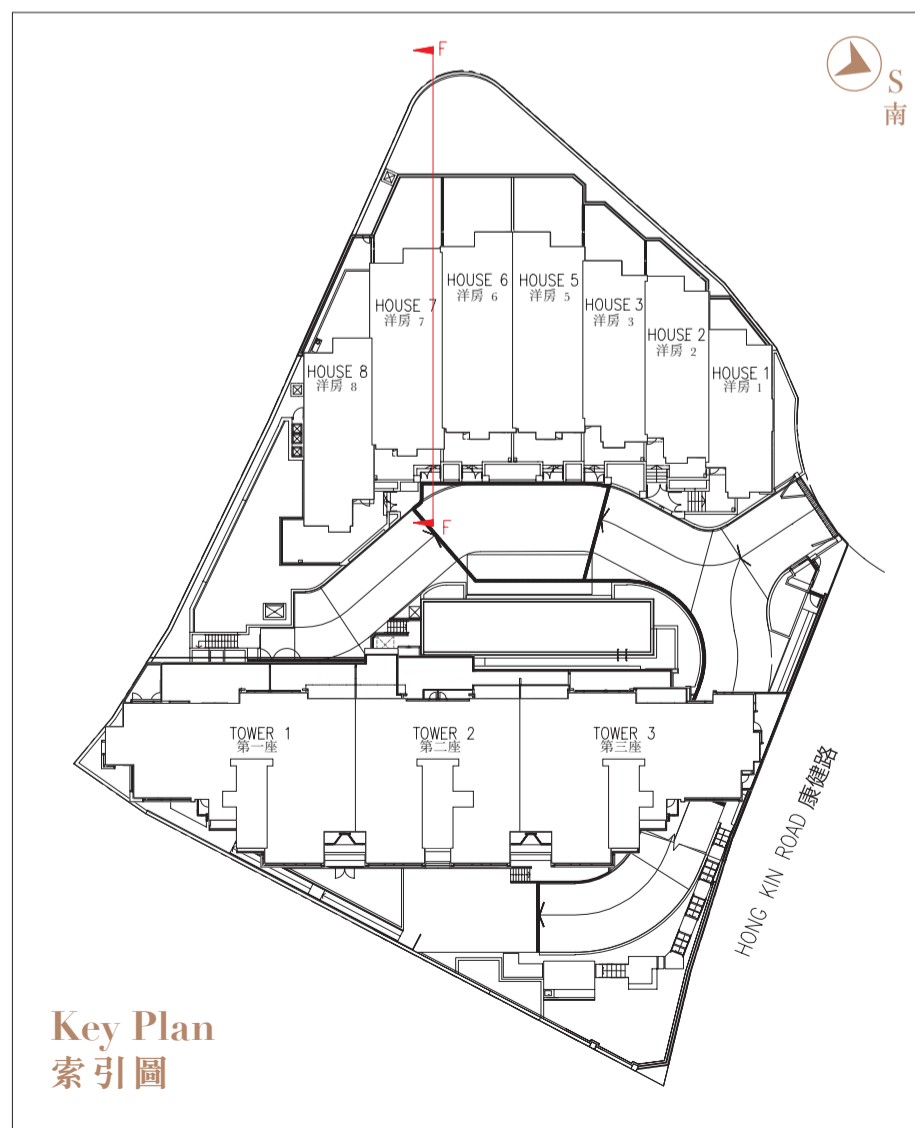 F
S
南
HOUSE 6
洋房 6
HOUSE 5
洋房 5
HOUSE 7
洋房 7
HOUSE 3
洋房 3
HOUSE 2
洋房 2
HOUSE 8
洋房 8
HOUSE 1
洋房 1
F
TOWER 1
第一座
TOWER 2
第二座
TOWER 3
第三座
HONG KIN ROAD 康健路
Key Plan
索引圖